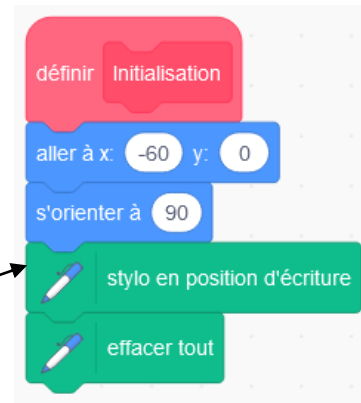 définir Initialisation
aller à x: -60 y: 0
s'orienter à 90
stylo en position d'écriture
effacer tout